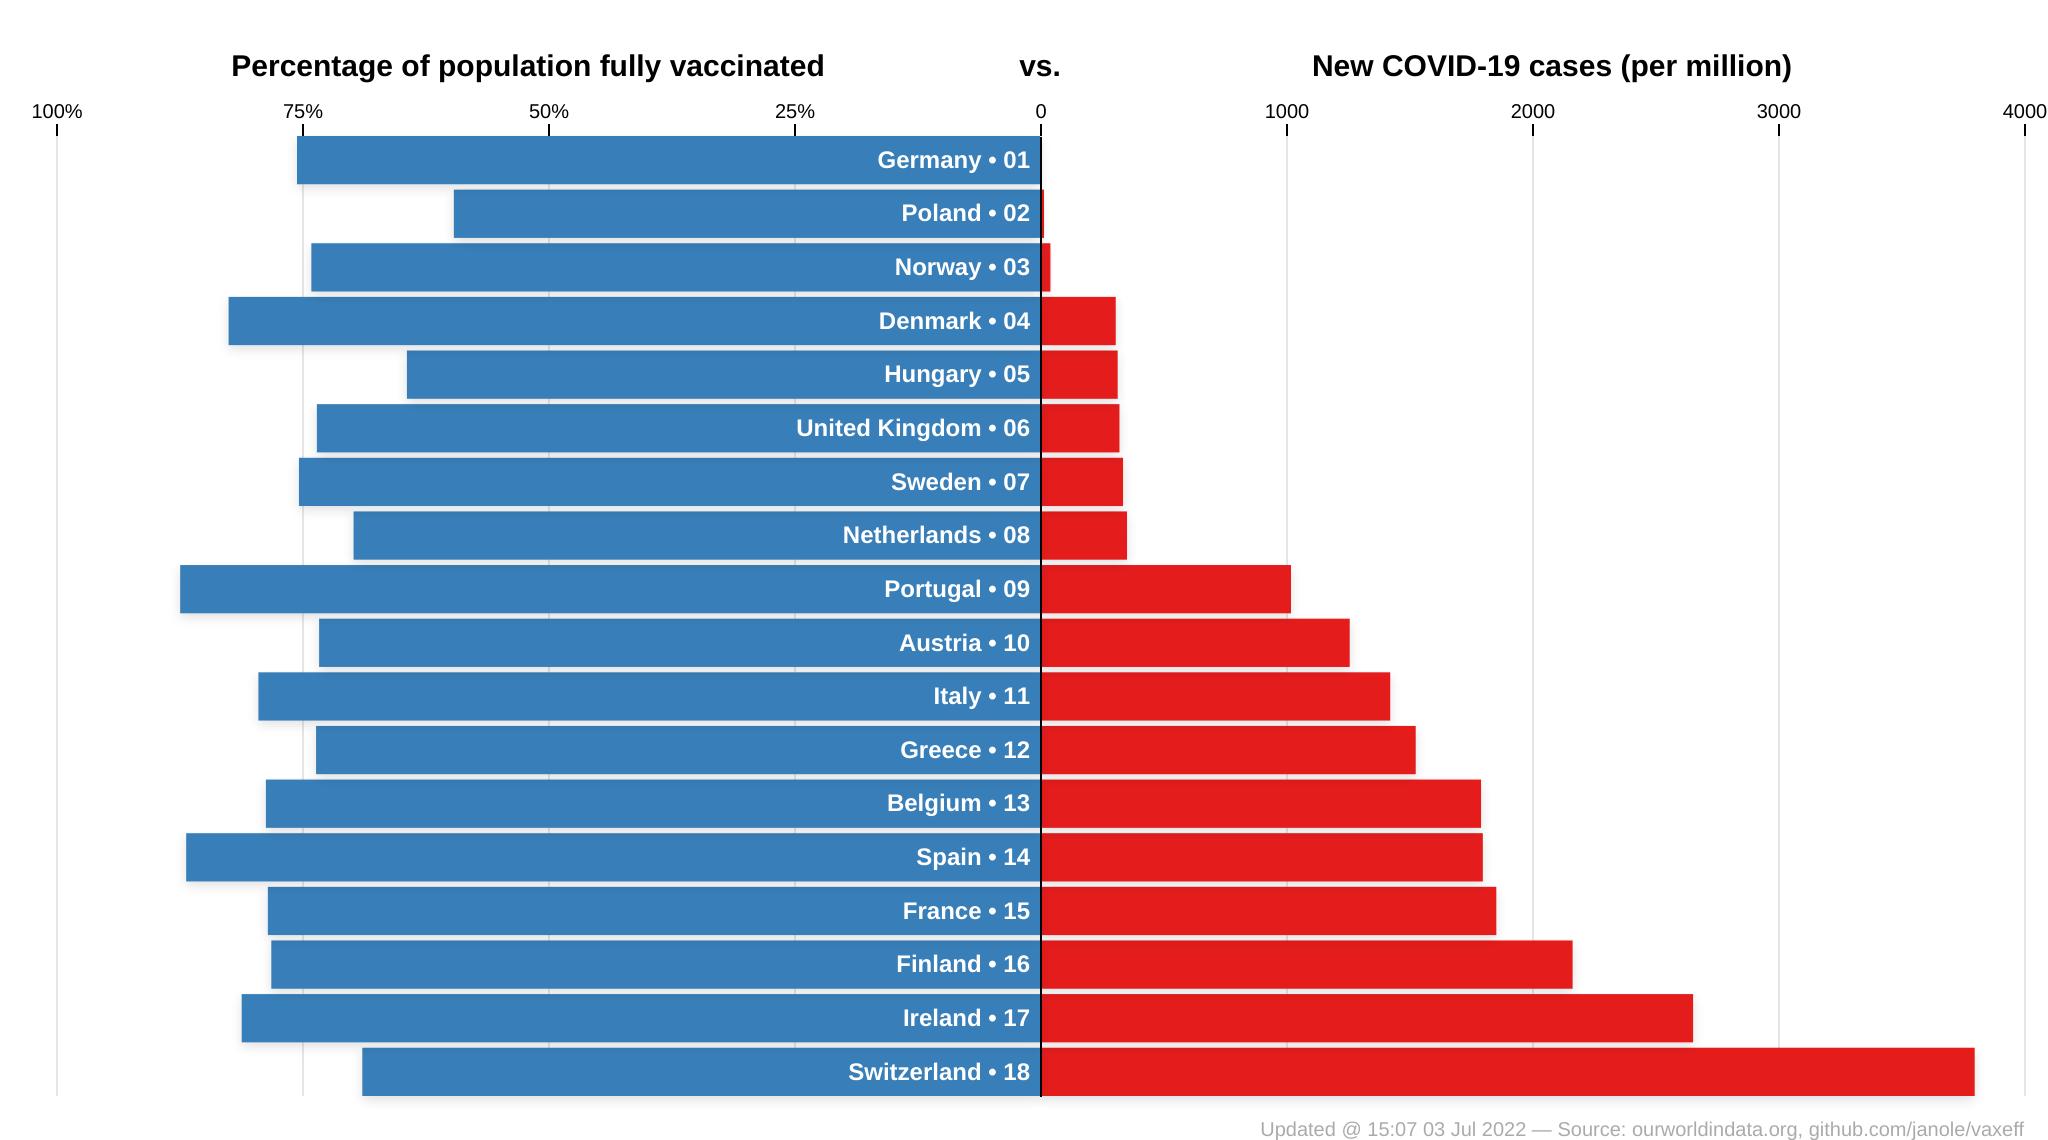 Percentage of population fully vaccinated vs. New COVID-19 cases (per million)
100% 75% 50% 25% 0 1000 2000 3000 4000
Germany • 01
Poland • 02
Norway • 03
Denmark • 04
Hungary • 05
United Kingdom • 06
Sweden • 07
Netherlands • 08
Portugal • 09
Austria • 10
Italy • 11
Greece • 12
Belgium • 13
Spain • 14
France • 15
Finland • 16
Ireland • 17
Switzerland • 18
Updated @ 15:07 03 Jul 2022 — Source: ourworldindata.org, github.com/janole/vaxeff